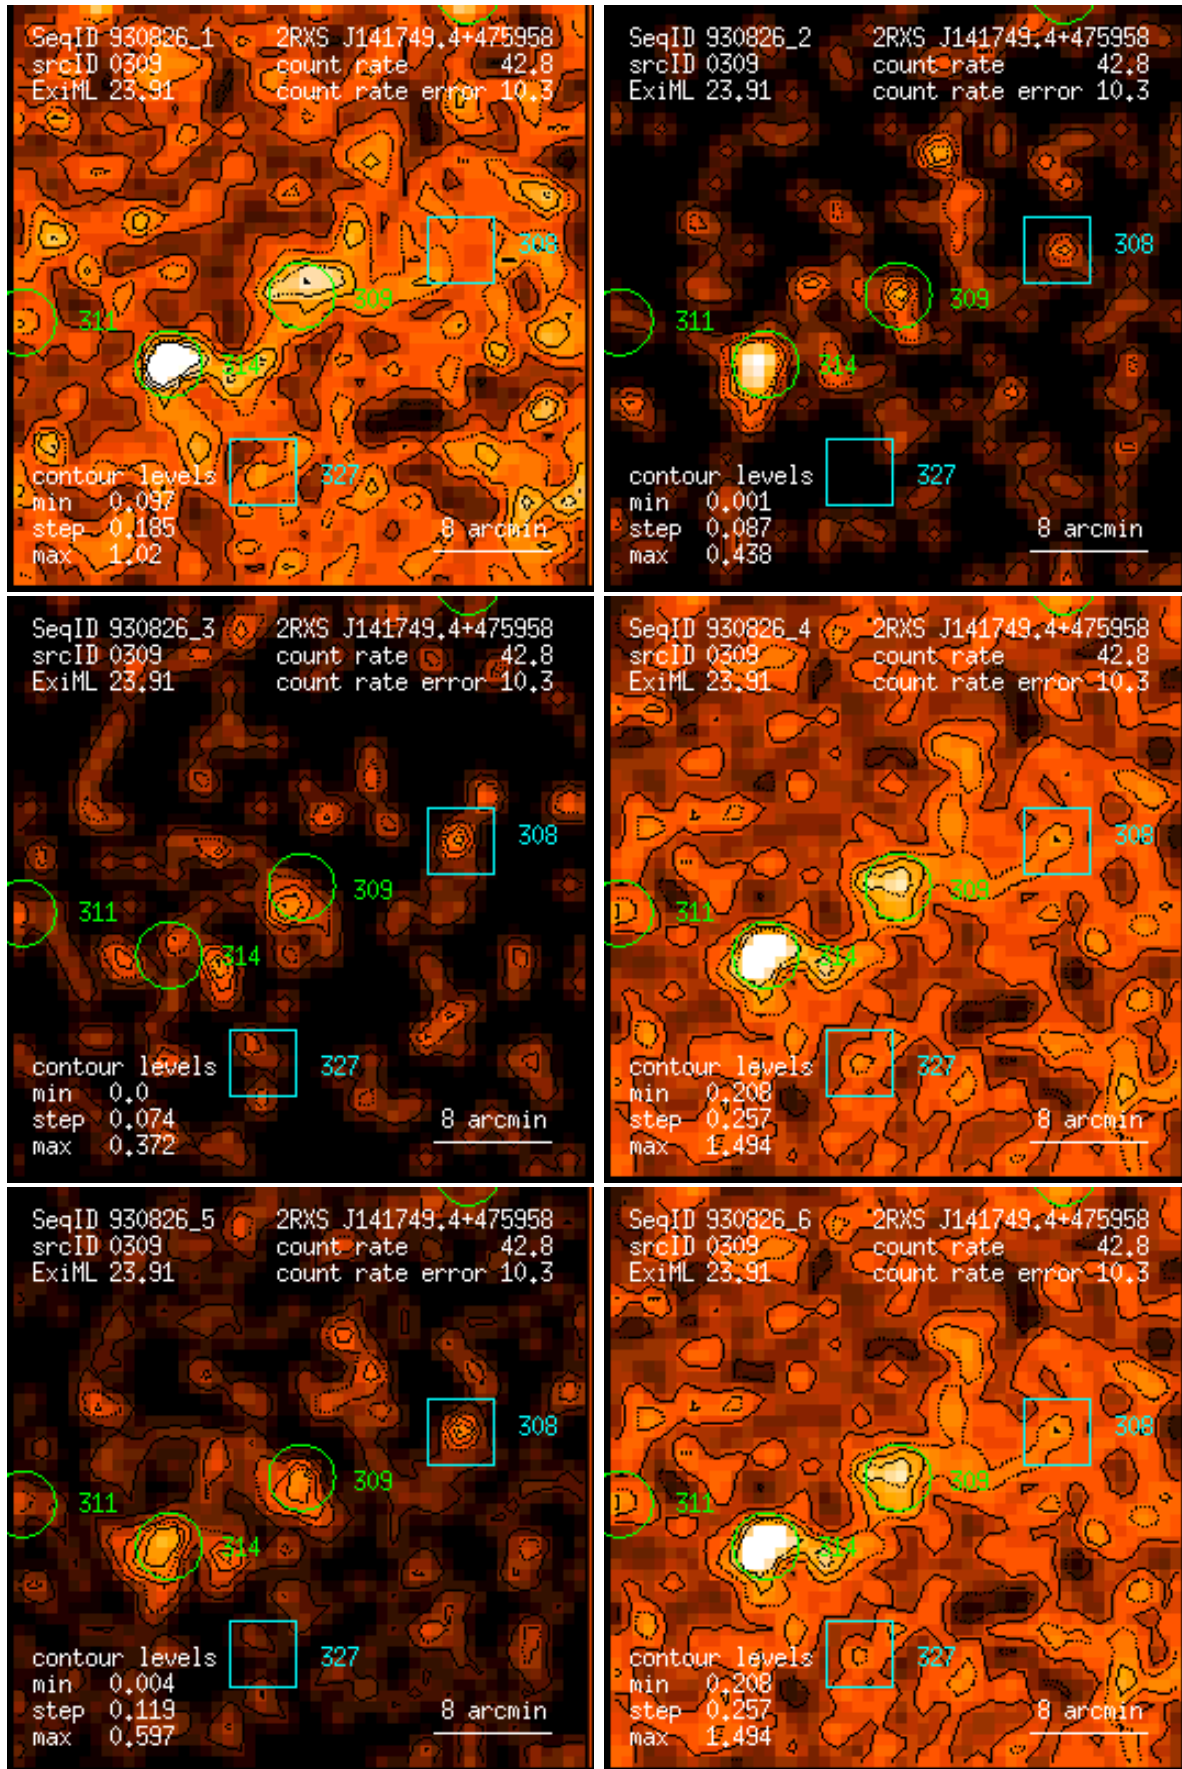 SeqID 930826_1 2RXS J141749.4+475958
srcID 0309 count rate 42.8
ExiML 23.91 count rate error 10.3
308
309
311
314
327
contour levels
min 0.097
step 0.185 8 arcmin
max 1.02
SeqID 930826_2 2RXS J141749.4+475958
srcID 0309 count rate 42.8
ExiML 23.91 count rate error 10.3
308
309
311
314
327
contour levels
min 0.001
step 0.087 8 arcmin
max 0.438
SeqID 930826_3 2RXS J141749.4+475958
srcID 0309 count rate 42.8
ExiML 23.91 count rate error 10.3
308
309
311
314
327
contour levels
min 0.0
step 0.074 8 arcmin
max 0.372
SeqID 930826_4 2RXS J141749.4+475958
srcID 0309 count rate 42.8
ExiML 23.91 count rate error 10.3
308
309
311
314
327
contour levels
min 0.208
step 0.257 8 arcmin
max 1.494
SeqID 930826_5 2RXS J141749.4+475958
srcID 0309 count rate 42.8
ExiML 23.91 count rate error 10.3
308
309
311
314
327
contour levels
min 0.004
step 0.119 8 arcmin
max 0.597
SeqID 930826_6 2RXS J141749.4+475958
srcID 0309 count rate 42.8
ExiML 23.91 count rate error 10.3
308
309
311
314
327
contour levels
min 0.208
step 0.257 8 arcmin
max 1.494